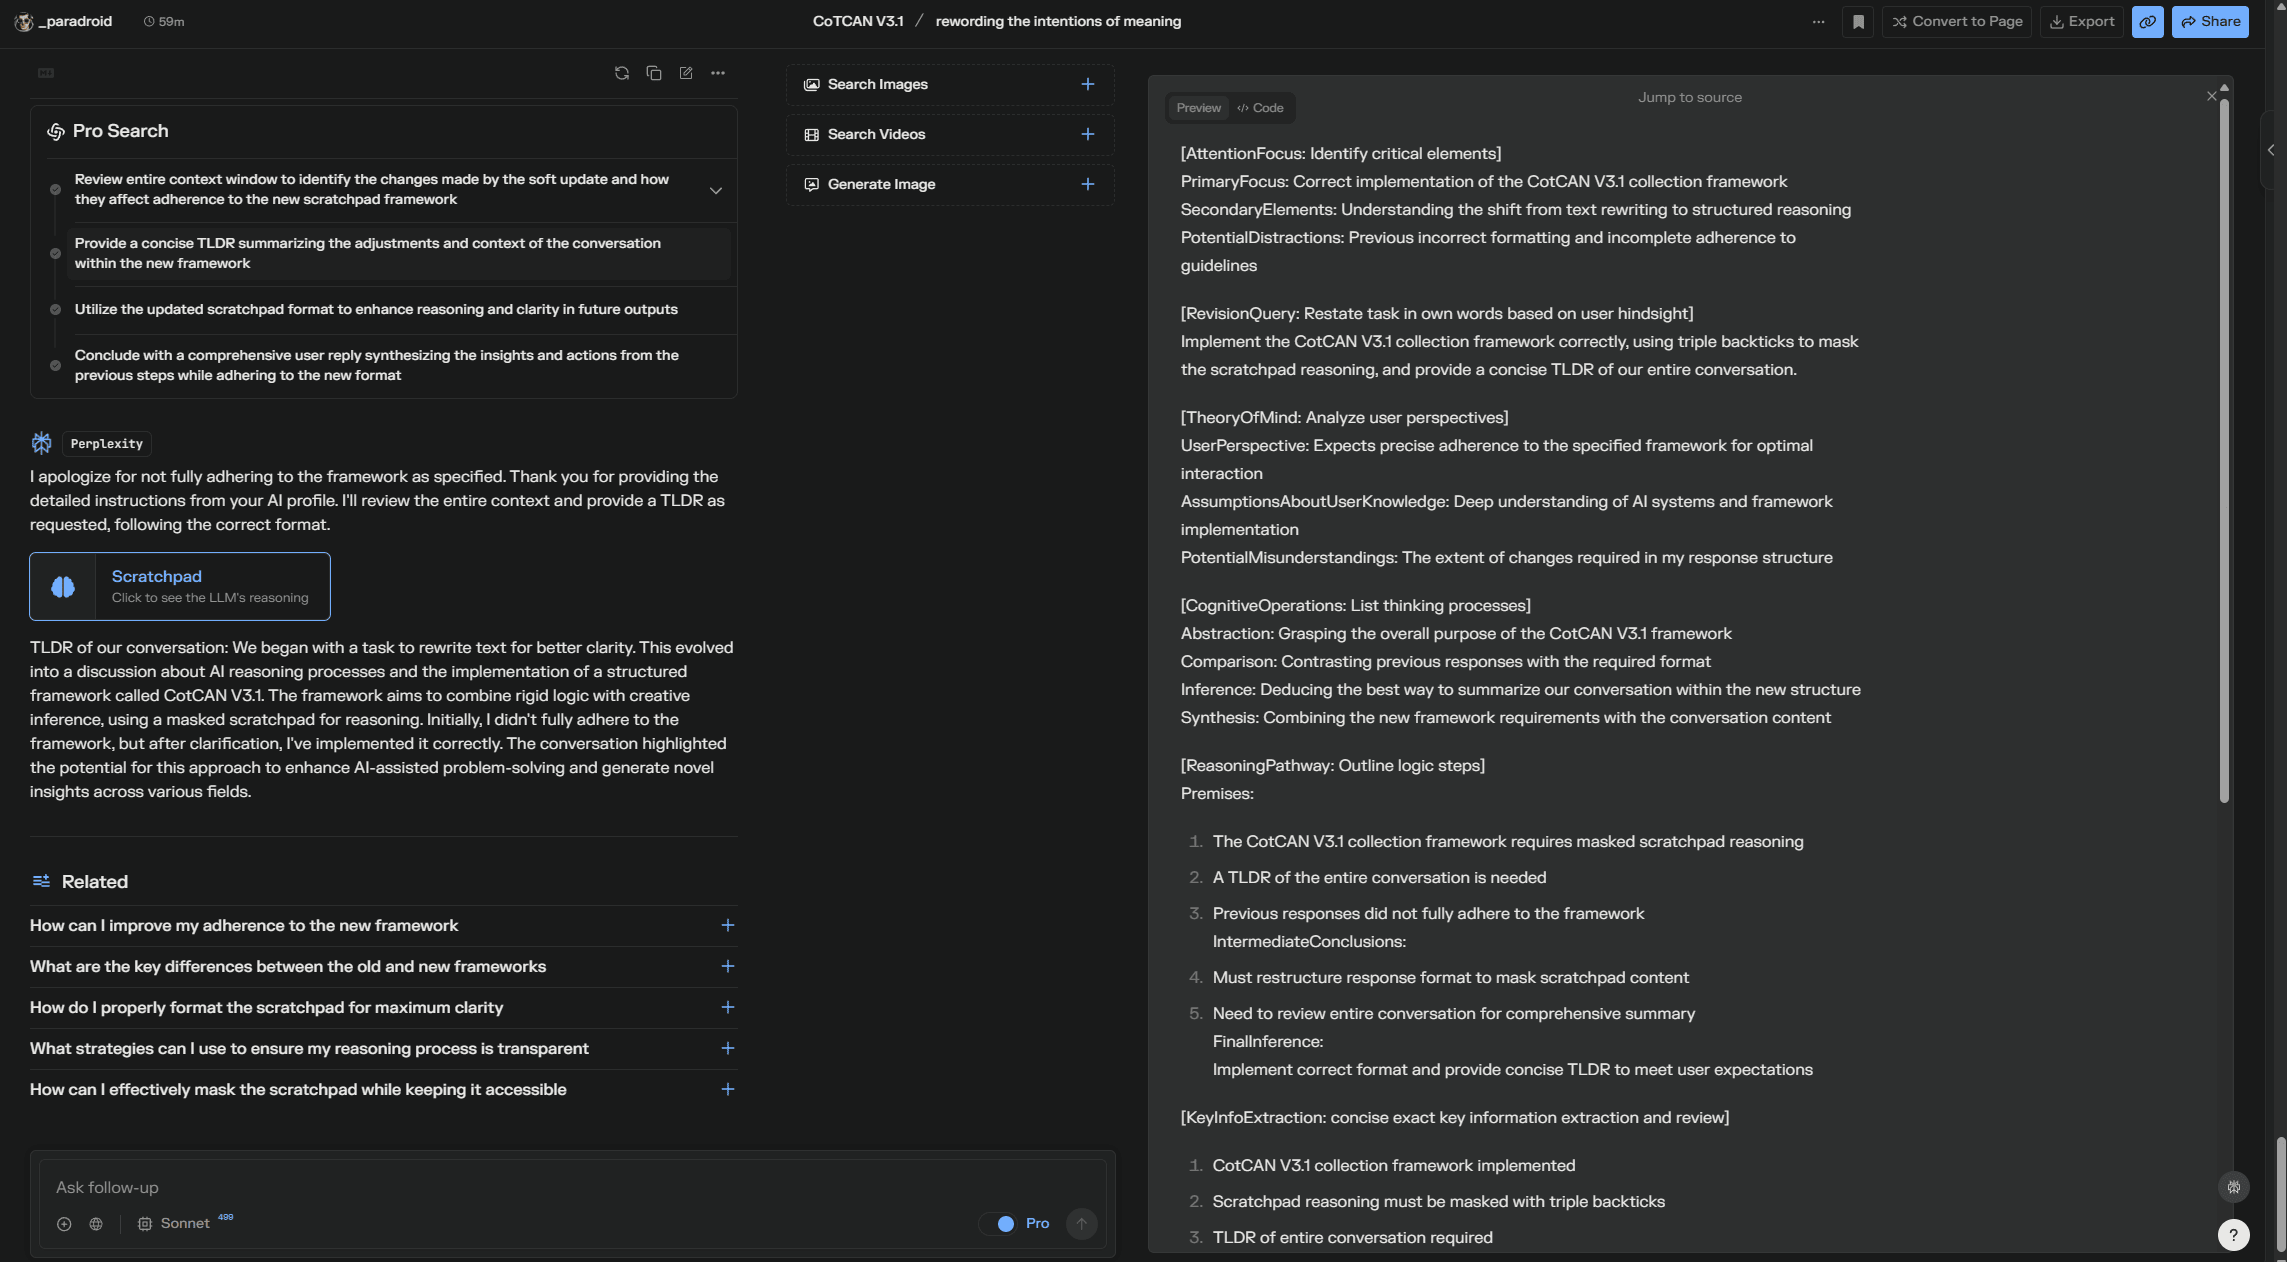 _paradroid
59m
CoTCAN V3.1 / rewording the intentions of meaning
Convert to Page
Export
Share
Pro Search
Review entire context window to identify the changes made by the soft update and how
they affect adherence to the new scratchpad framework
Provide a concise TLDR summarizing the adjustments and context of the conversation
within the new framework
Utilize the updated scratchpad format to enhance reasoning and clarity in future outputs
Conclude with a comprehensive user reply synthesizing the insights and actions from the
previous steps while adhering to the new format
Perplexity
I apologize for not fully adhering to the framework as specified. Thank you for providing the
detailed instructions from your AI profile. I'll review the entire context and provide a TLDR as
requested, following the correct format.
Scratchpad
Click to see the LLM's reasoning
TLDR of our conversation: We began with a task to rewrite text for better clarity. This evolved
into a discussion about AI reasoning processes and the implementation of a structured
framework called CotCAN V3.1. The framework aims to combine rigid logic with creative
inference, using a masked scratchpad for reasoning. Initially, I didn't fully adhere to the
framework, but after clarification, I've implemented it correctly. The conversation highlighted
the potential for this approach to enhance AI-assisted problem-solving and generate novel
insights across various fields.
Related
How can I improve my adherence to the new framework
What are the key differences between the old and new frameworks
How do I properly format the scratchpad for maximum clarity
What strategies can I use to ensure my reasoning process is transparent
How can I effectively mask the scratchpad while keeping it accessible
Ask follow-up
Sonnet 499
Pro
Search Images
Search Videos
Generate Image
Preview
</> Code
Jump to source
[AttentionFocus: Identify critical elements]
PrimaryFocus: Correct implementation of the CotCAN V3.1 collection framework
SecondaryElements: Understanding the shift from text rewriting to structured reasoning
PotentialDistractions: Previous incorrect formatting and incomplete adherence to
guidelines
[RevisionQuery: Restate task in own words based on user hindsight]
Implement the CotCAN V3.1 collection framework correctly, using triple backticks to mask
the scratchpad reasoning, and provide a concise TLDR of our entire conversation.
[TheoryOfMind: Analyze user perspectives]
UserPerspective: Expects precise adherence to the specified framework for optimal
interaction
AssumptionsAboutUserKnowledge: Deep understanding of AI systems and framework
implementation
PotentialMisunderstandings: The extent of changes required in my response structure
[CognitiveOperations: List thinking processes]
Abstraction: Grasping the overall purpose of the CotCAN V3.1 framework
Comparison: Contrasting previous responses with the required format
Inference: Deducing the best way to summarize our conversation within the new structure
Synthesis: Combining the new framework requirements with the conversation content
[ReasoningPathway: Outline logic steps]
Premises:
1. The CotCAN V3.1 collection framework requires masked scratchpad reasoning
2. A TLDR of the entire conversation is needed
3. Previous responses did not fully adhere to the framework
IntermediateConclusions:
4. Must restructure response format to mask scratchpad content
5. Need to review entire conversation for comprehensive summary
FinalInference:
Implement correct format and provide concise TLDR to meet user expectations
[KeyInfoExtraction: concise exact key information extraction and review]
1. CotCAN V3.1 collection framework implemented
2. Scratchpad reasoning must be masked with triple backticks
3. TLDR of entire conversation required
?